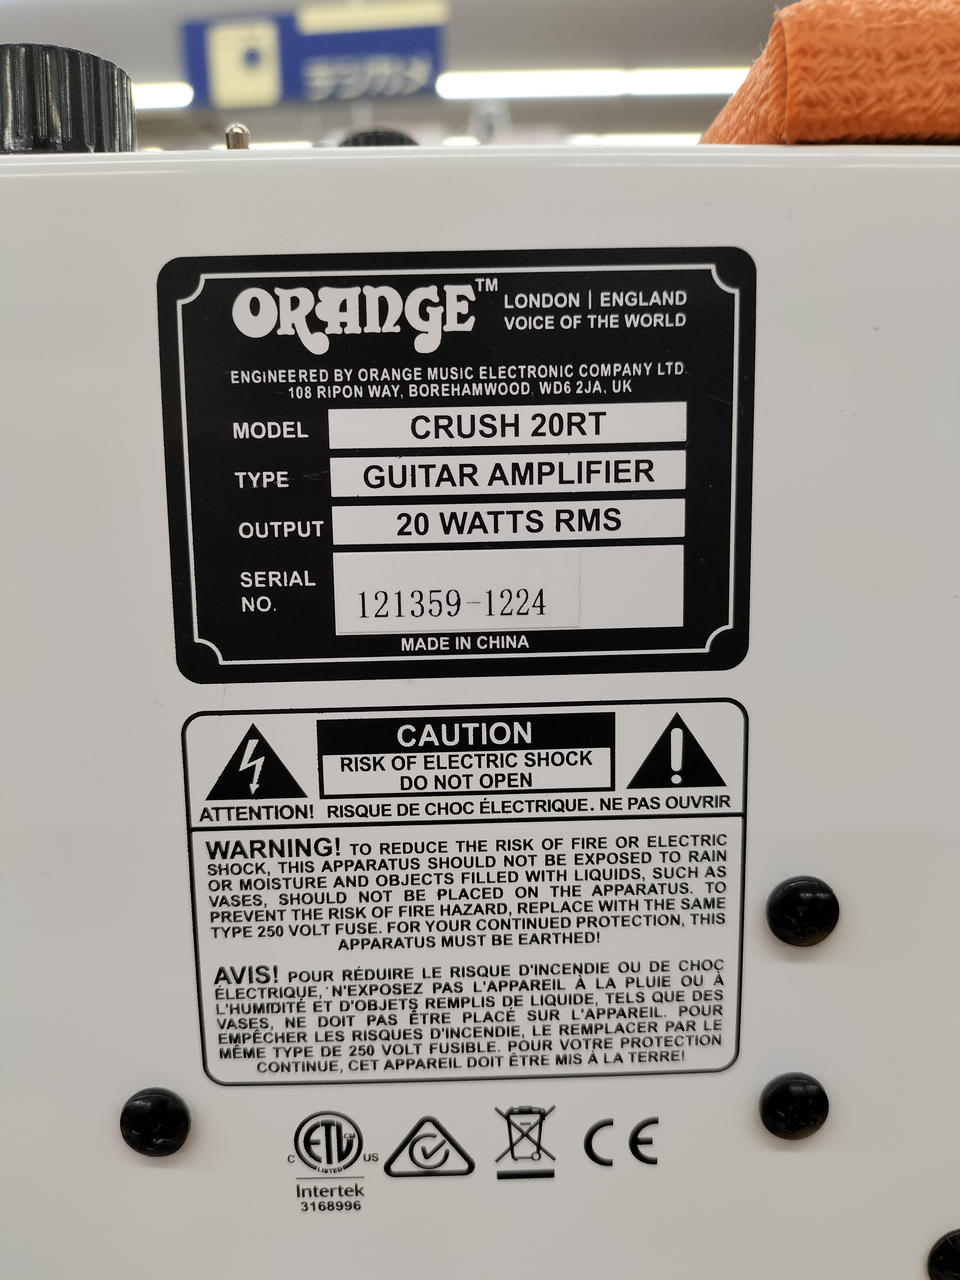 デジカメ
ORANGE™
LONDON | ENGLAND
VOICE OF THE WORLD
ENGINEERED BY ORANGE MUSIC ELECTRONIC COMPANY LTD.
108 RIPON WAY, BOREHAMWOOD, WD6 2JA, UK
MODEL CRUSH 20RT
TYPE GUITAR AMPLIFIER
OUTPUT 20 WATTS RMS
SERIAL
NO. 121359-1224
MADE IN CHINA
CAUTION
RISK OF ELECTRIC SHOCK
DO NOT OPEN
ATTENTION! RISQUE DE CHOC ÉLECTRIQUE. NE PAS OUVRIR
WARNING! TO REDUCE THE RISK OF FIRE OR ELECTRIC
SHOCK, THIS APPARATUS SHOULD NOT BE EXPOSED TO RAIN
OR MOISTURE AND OBJECTS FILLED WITH LIQUIDS, SUCH AS
VASES, SHOULD NOT BE PLACED ON THE APPARATUS. TO
PREVENT THE RISK OF FIRE HAZARD, REPLACE WITH THE SAME
TYPE 250 VOLT FUSE. FOR YOUR CONTINUED PROTECTION, THIS
APPARATUS MUST BE EARTHED!
AVIS! POUR RÉDUIRE LE RISQUE D'INCENDIE OU DE CHOC
ÉLECTRIQUE, N'EXPOSEZ PAS L'APPAREIL À LA PLUIE OU À
L'HUMIDITÉ ET D'OBJETS REMPLIS DE LIQUIDE, TELS QUE DES
VASES, NE DOIT PAS ÊTRE PLACÉ SUR L'APPAREIL. POUR
EMPÊCHER LES RISQUES D'INCENDIE, LE REMPLACER PAR LE
MÊME TYPE DE 250 VOLT FUSIBLE. POUR VOTRE PROTECTION
CONTINUE, CET APPAREIL DOIT ÊTRE MIS À LA TERRE!
C ETL CM US CE
LISTED
Intertek
3168996